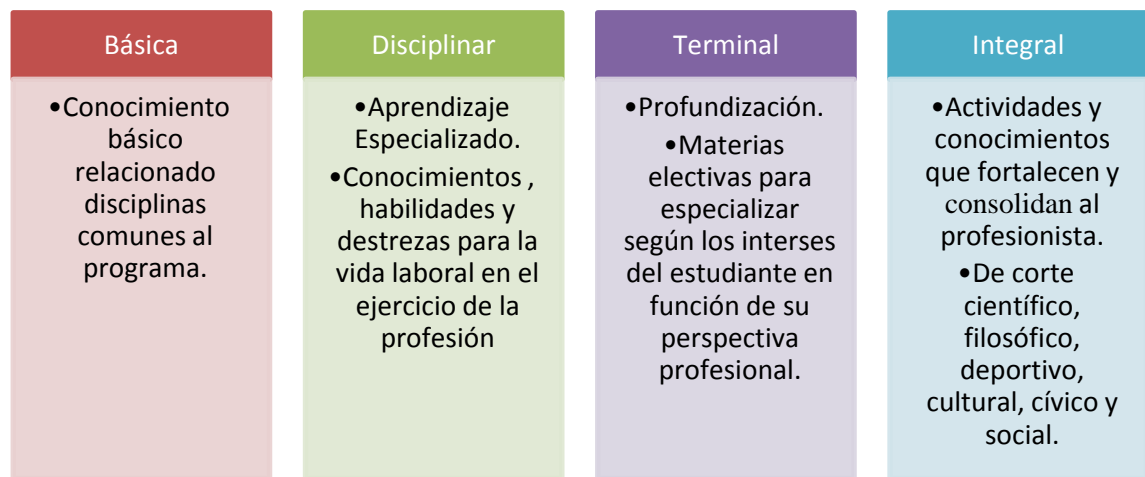 Básica
•Conocimiento
básico
relacionado
disciplinas
comunes al
programa.
Disciplinar
•Aprendizaje
Especializado.
•Conocimientos ,
habilidades y
destrezas para la
vida laboral en el
ejercicio de la
profesión
Terminal
•Profundización.
•Materias
electivas para
especializar
según los interses
del estudiante en
función de su
perspectiva
profesional.
Integral
•Actividades y
conocimientos
que fortalecen y
consolidan al
profesionista.
•De corte
científico,
filosófico,
deportivo,
cultural, cívico y
social.